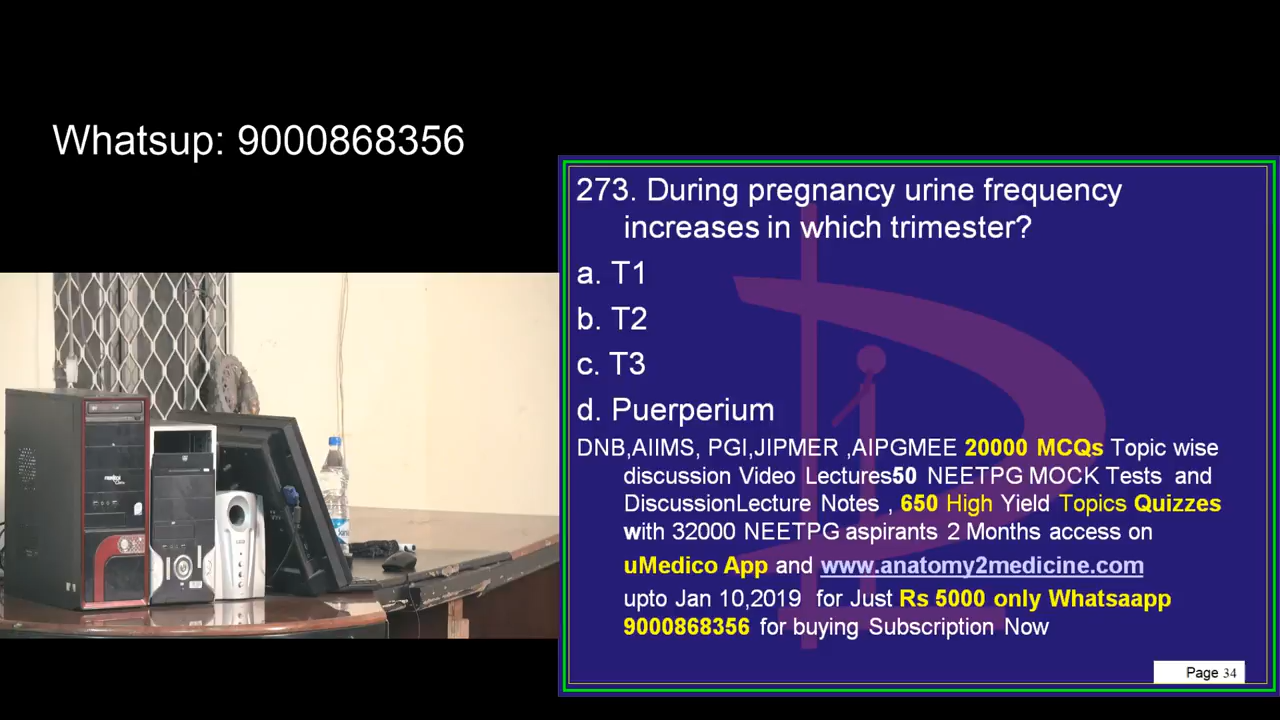 Whatsup: 9000868356
273. During pregnancy urine frequency
increases in which trimester?
a. T1
b. T2
c. T3
d. Puerperium
DNB,AIIMS, PGI,JIPMER ,AIPGMEE 20000 MCQs Topic wise
discussion Video Lectures50 NEETPG MOCK Tests and
DiscussionLecture Notes , 650 High Yield Topics Quizzes
with 32000 NEETPG aspirants 2 Months access on
uMedico App and www.anatomy2medicine.com
upto Jan 10,2019 for Just Rs 5000 only Whatsaapp
9000868356 for buying Subscription Now
Page 34